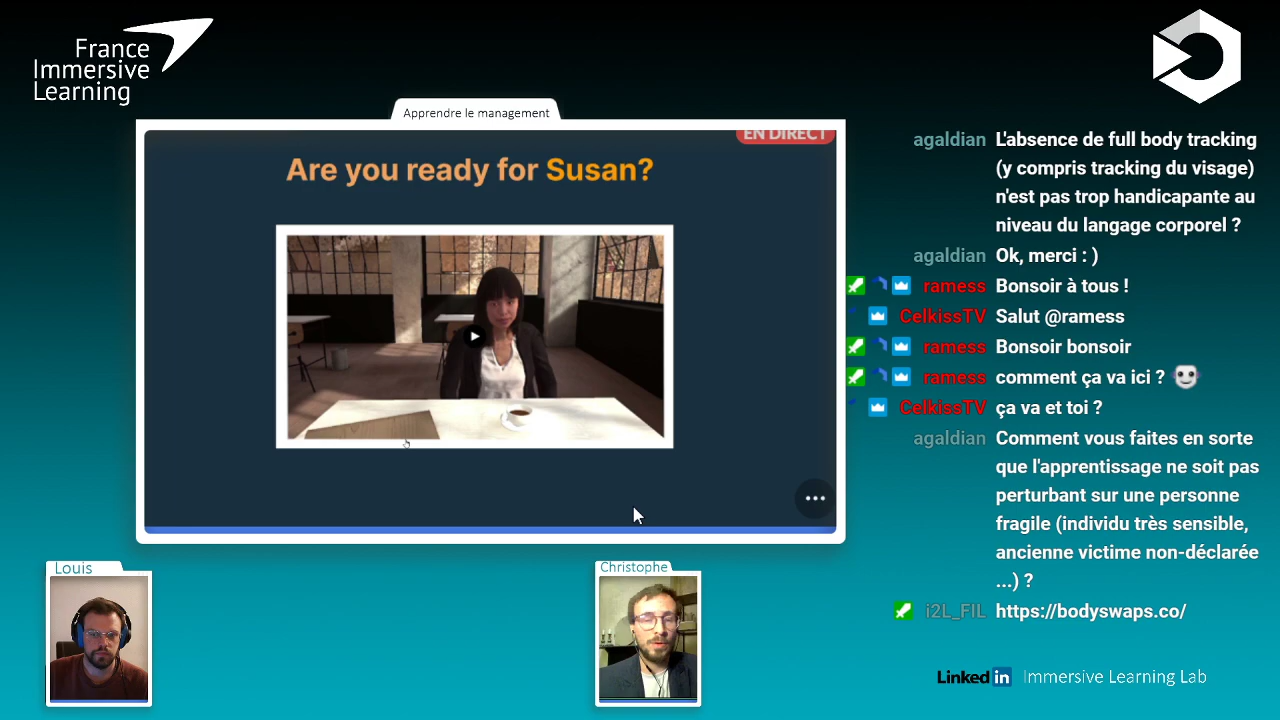 France
Immersive
Learning
Apprendre le management
EN DIRECT
Are you ready for Susan?
Louis
Christophe
agaldian L'absence de full body tracking
(y compris tracking du visage)
n'est pas trop handicapante au
niveau du langage corporel ?
agaldian Ok, merci : )
ramess Bonsoir à tous !
CelkissTV Salut @ramess
ramess Bonsoir bonsoir
ramess comment ça va ici ?
CelkissTV ça va et toi ?
agaldian Comment vous faites en sorte
que l'apprentissage ne soit pas
perturbant sur une personne
fragile (individu très sensible,
ancienne victime non-déclarée
...) ?
i2L_FIL https://bodyswaps.co/
Linked in Immersive Learning Lab